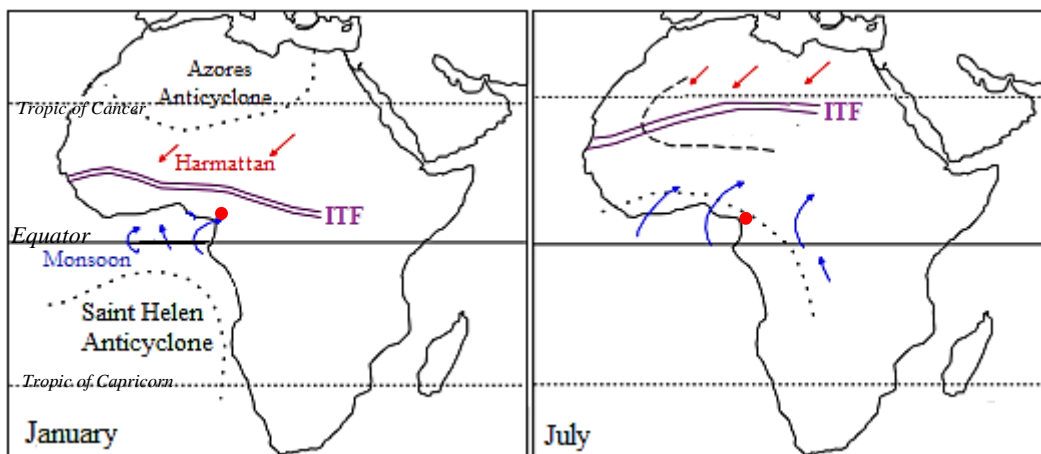 Azores
Anticyclone
Tropic of Cancer
Harmattan
ITF
Equator
Monsoon
Saint Helen
Anticyclone
Tropic of Capricorn
January
ITF
July